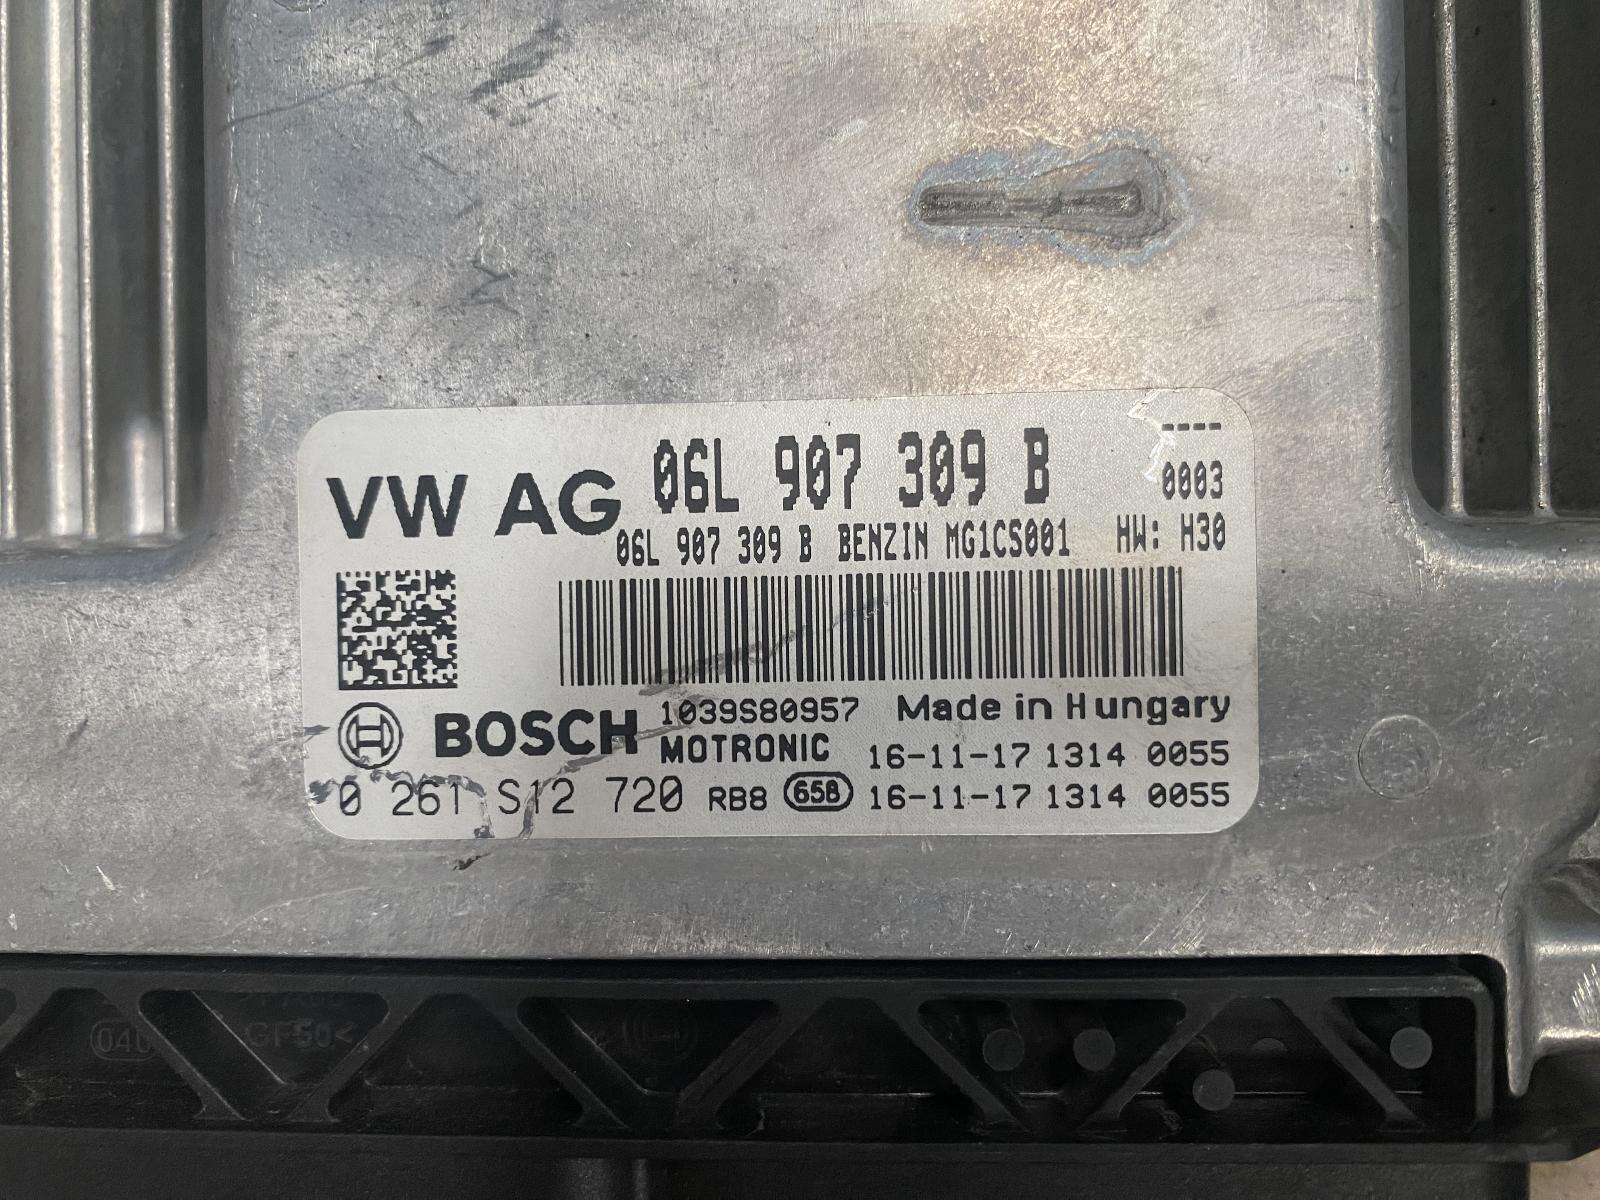 VW AG 06L 907 309 B ----
0003
06L 907 309 B BENZIN MG1CS001 HW: H30
BOSCH 1039S80957 Made in Hungary
MOTRONIC 16-11-17 1314 0055
0 261 S12 720 RB8 658 16-11-17 1314 0055
GF50<